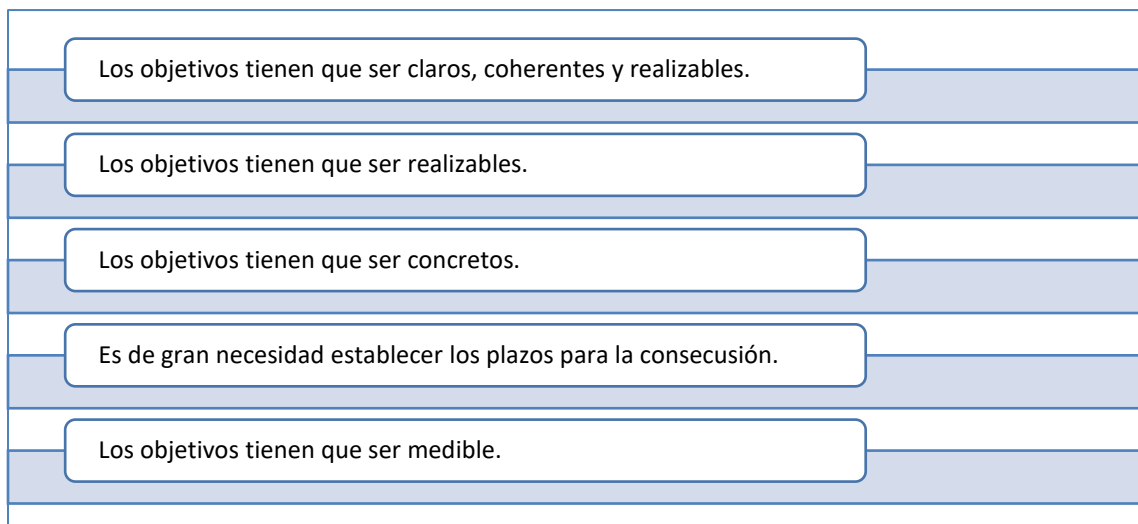 Los objetivos tienen que ser claros, coherentes y realizables.
Los objetivos tienen que ser realizables.
Los objetivos tienen que ser concretos.
Es de gran necesidad establecer los plazos para la consecusión.
Los objetivos tienen que ser medible.